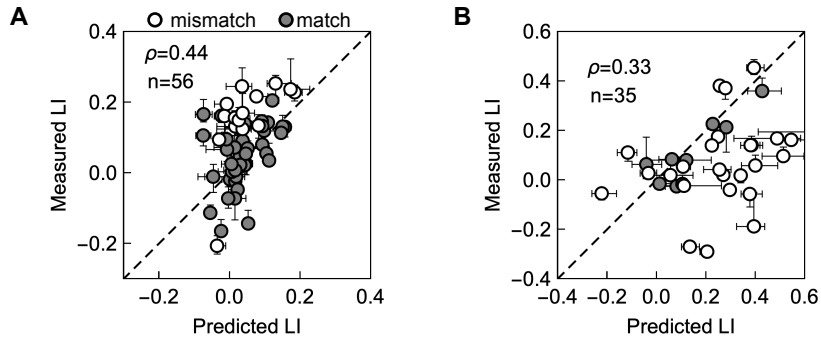 A
mismatch match
ρ=0.44
n=56
0.4
0.2
0.0
−0.2
Measured LI
−0.2 0.0 0.2 0.4
Predicted LI
B
ρ=0.33
n=35
0.6
0.4
0.2
0.0
−0.2
−0.4
Measured LI
−0.4 −0.2 0.0 0.2 0.4 0.6
Predicted LI